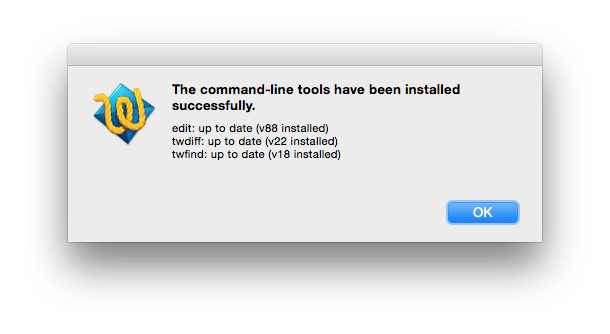 The command-line tools have been installed
successfully.
edit: up to date (v88 installed)
twdiff: up to date (v22 installed)
twfind: up to date (v18 installed)
OK